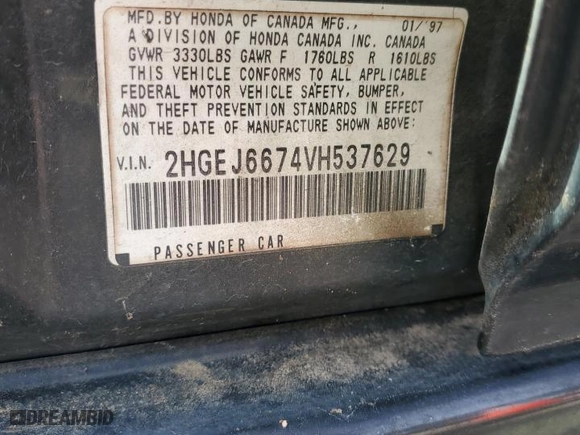 MFD. BY HONDA OF CANADA MFG., 01/'97
A DIVISION OF HONDA CANADA INC. CANADA
GVWR 3330LBS GAWR F 1760LBS R 1610LBS
THIS VEHICLE CONFORMS TO ALL APPLICABLE
FEDERAL MOTOR VEHICLE SAFETY, BUMPER,
AND THEFT PREVENTION STANDARDS IN EFFECT
ON THE DATE OF MANUFACTURE SHOWN ABOVE:
V.I.N. 2HGEJ6674VH537629
PASSENGER CAR
DREAMBID